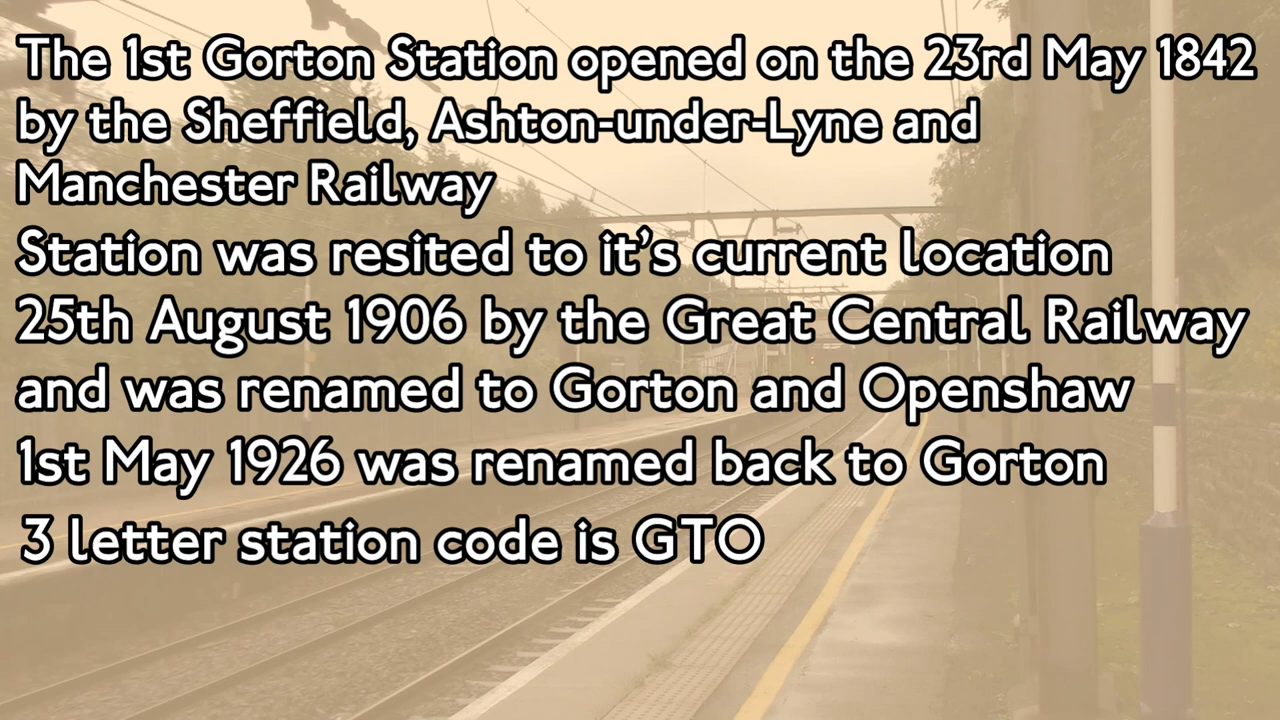 The 1st Gorton Station opened on the 23rd May 1842
by the Sheffield, Ashton-under-Lyne and
Manchester Railway
Station was resited to it’s current location
25th August 1906 by the Great Central Railway
and was renamed to Gorton and Openshaw
1st May 1926 was renamed back to Gorton
3 letter station code is GTO